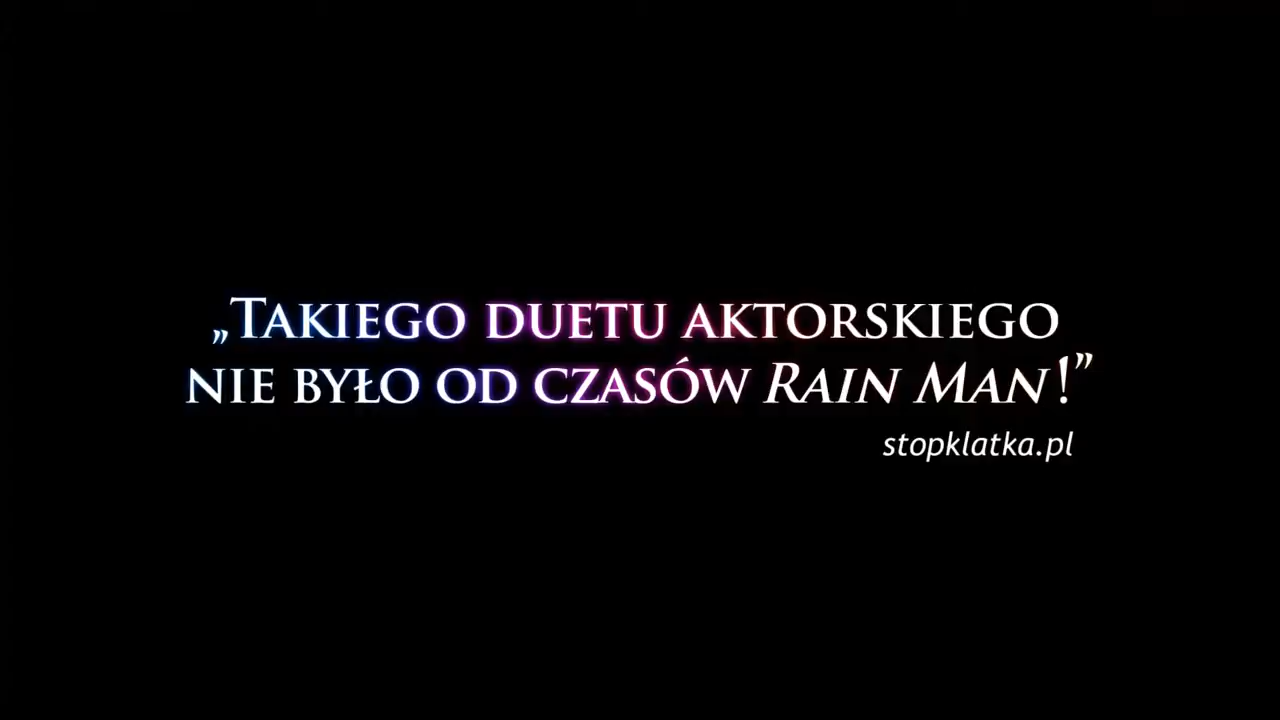 „Takiego duetu aktorskiego
nie było od czasów Rain Man!”
stopklatka.pl